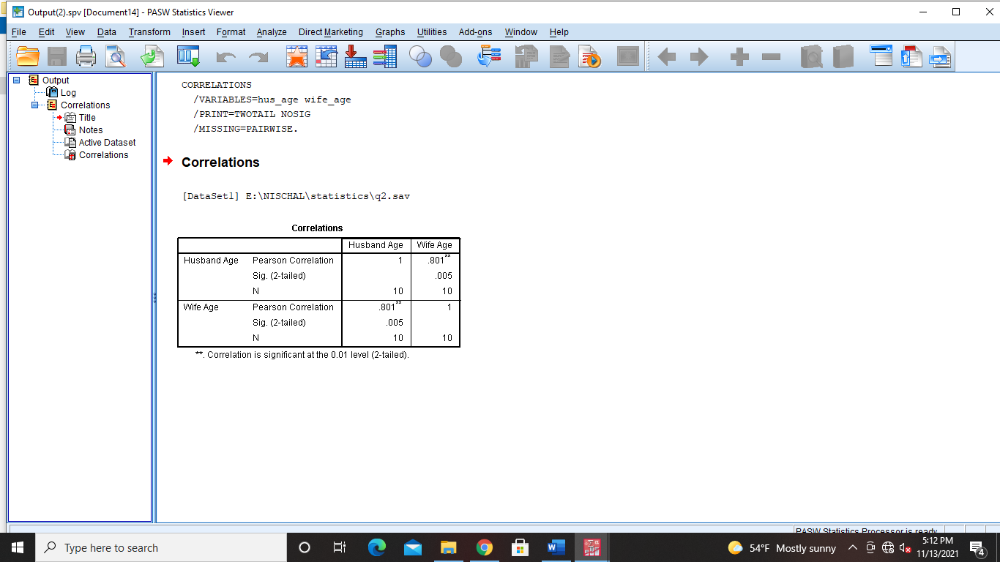 Output(2).spv [Document14] - PASW Statistics Viewer
File Edit View Data Transform Insert Format Analyze Direct Marketing Graphs Utilities Add-ons Window Help
Output
Log
Correlations
Title
Notes
Active Dataset
Correlations
CORRELATIONS
/VARIABLES=hus_age wife_age
/PRINT=TWOTAIL NOSIG
/MISSING=PAIRWISE.
Correlations
[DataSet1] E:\NISCHAL\statistics\q2.sav
Correlations
Husband Age Wife Age
Husband Age Pearson Correlation 1 .801**
Sig. (2-tailed) .005
N 10 10
Wife Age Pearson Correlation .801** 1
Sig. (2-tailed) .005
N 10 10
**. Correlation is significant at the 0.01 level (2-tailed).
PASW Statistics Processor is ready
Type here to search
54°F Mostly sunny
5:12 PM
11/13/2021
4